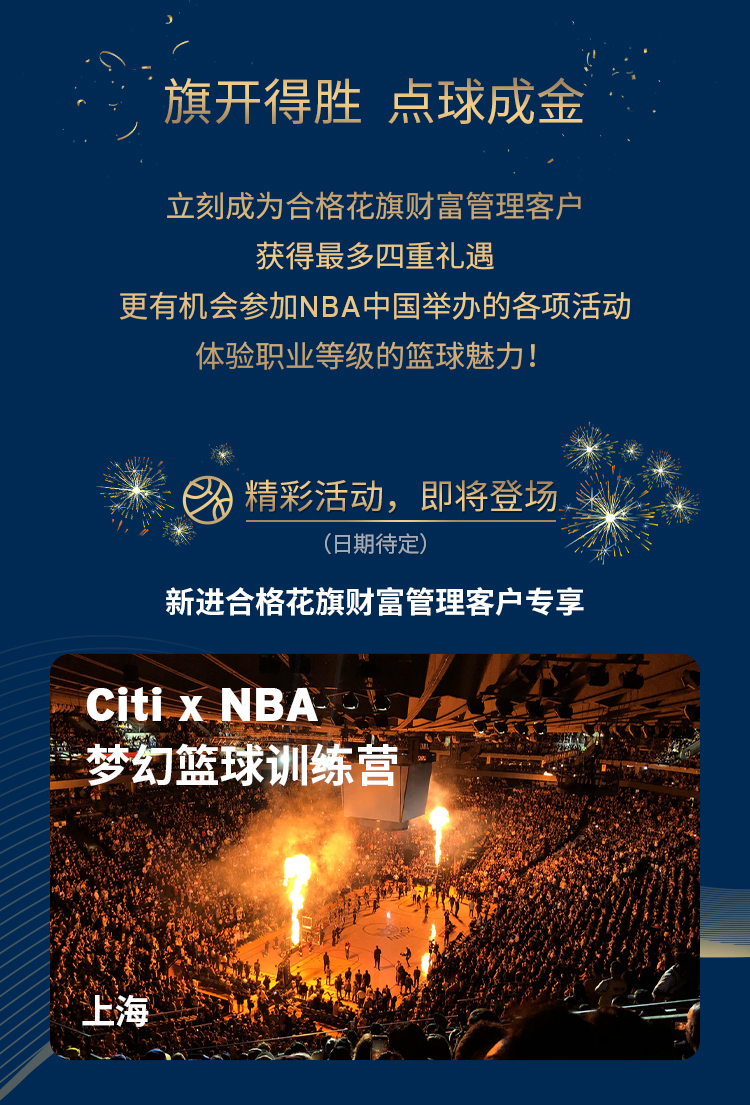 旗开得胜 点球成金
立刻成为合格花旗财富管理客户
获得最多四重礼遇
更有机会参加NBA中国举办的各项活动
体验职业等级的篮球魅力！
精彩活动，即将登场
（日期待定）
新进合格花旗财富管理客户专享
Citi x NBA
梦幻篮球训练营
上海